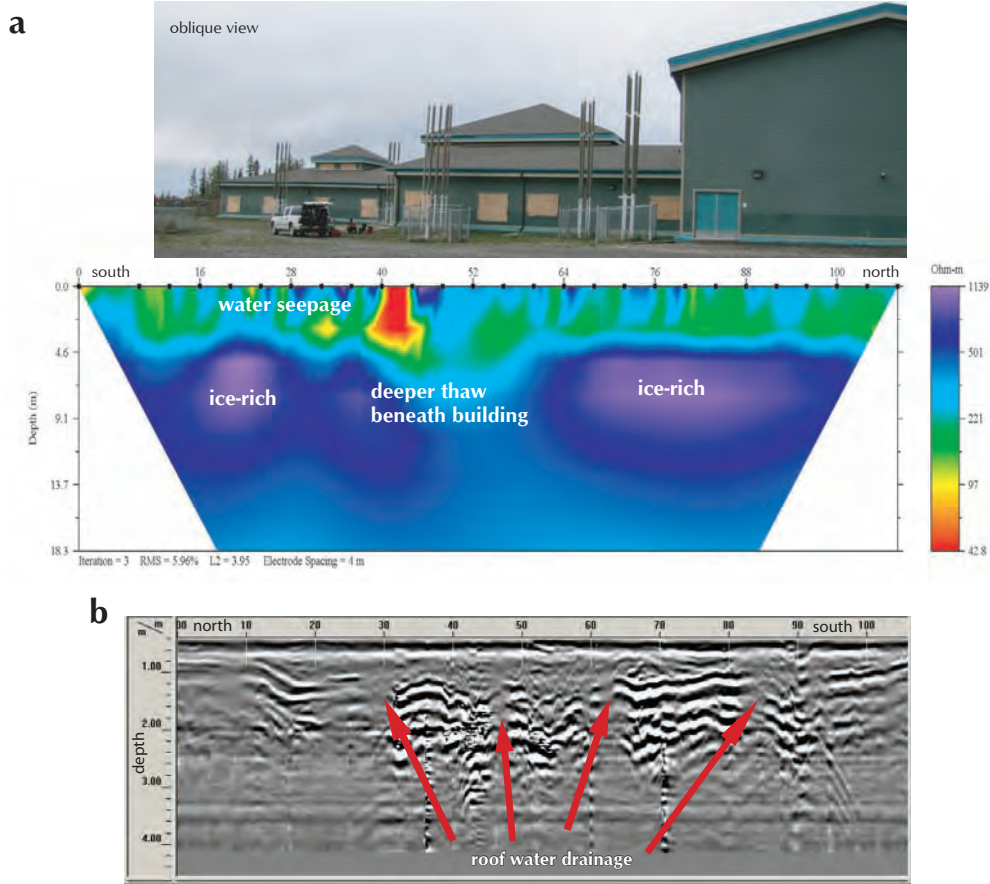 a
oblique view
0 south 16 28 40 52 64 76 88 100 north
Ohm-m
0.0
4.6
9.1
13.7
18.3
Depth (m)
water seepage
ice-rich
deeper thaw
beneath building
ice-rich
1139
501
221
97
42.8
Iteration = 3 RMS = 5.96% L2 = 3.95 Electrode Spacing = 4 m
b
m
m
00 north 10 20 30 40 50 60 70 80 south 90 100
1.00
2.00
3.00
4.00
depth
roof water drainage